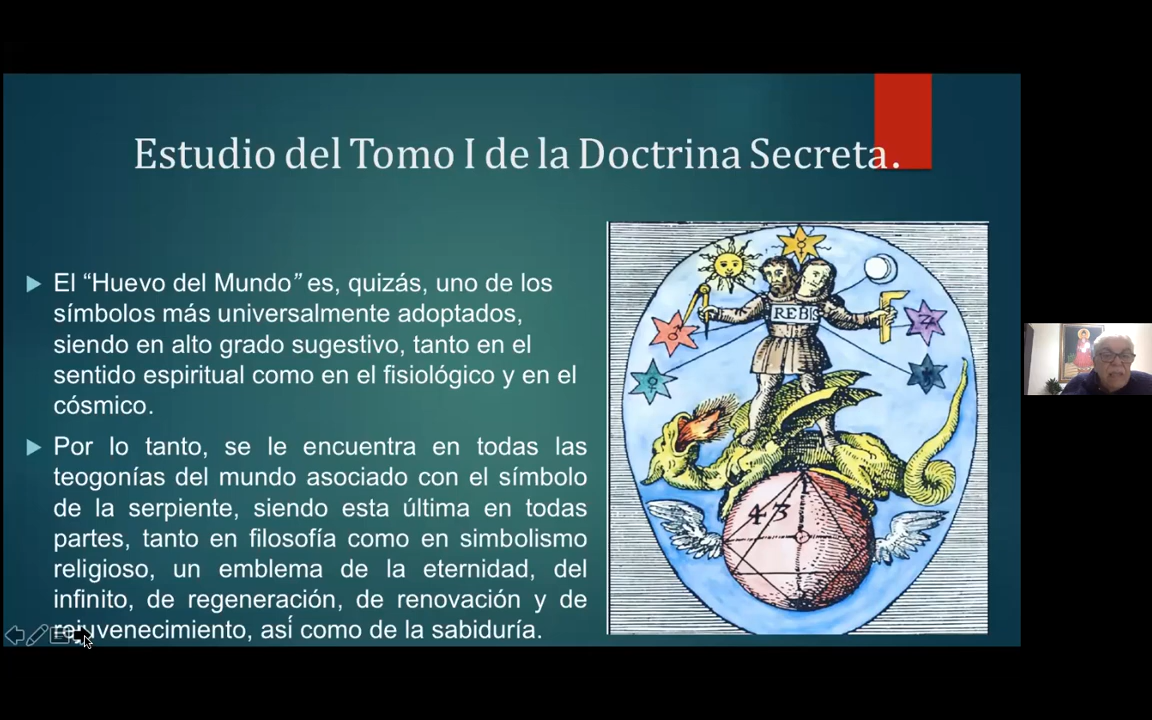 Estudio del Tomo I de la Doctrina Secreta.
El “Huevo del Mundo” es, quizás, uno de los
símbolos más universalmente adoptados,
siendo en alto grado sugestivo, tanto en el
sentido espiritual como en el fisiológico y en el
cósmico.
Por lo tanto, se le encuentra en todas las
teogonías del mundo asociado con el símbolo
de la serpiente, siendo esta última en todas
partes, tanto en filosofía como en simbolismo
religioso, un emblema de la eternidad, del
infinito, de regeneración, de renovación y de
rejuvenecimiento, así como de la sabiduría.
REBIS
4 3